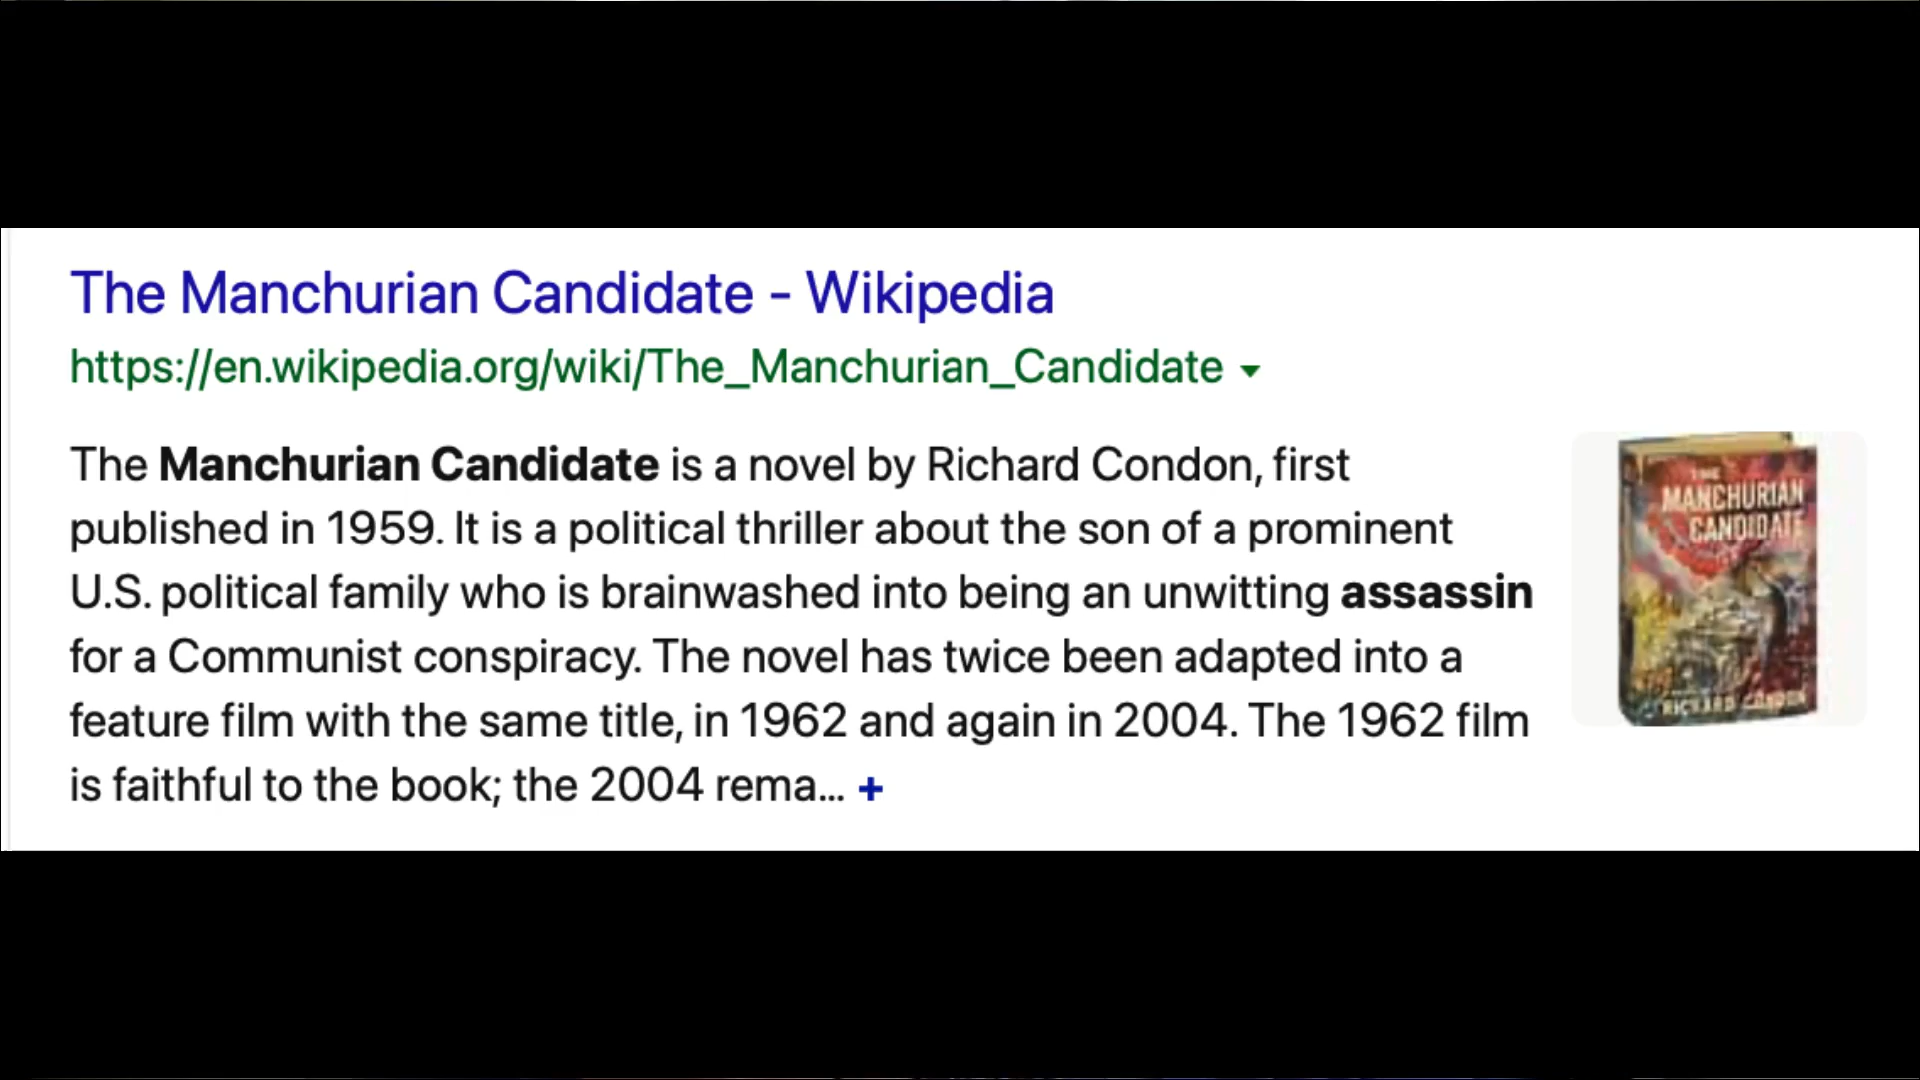 The Manchurian Candidate - Wikipedia
https://en.wikipedia.org/wiki/The_Manchurian_Candidate
The Manchurian Candidate is a novel by Richard Condon, first
published in 1959. It is a political thriller about the son of a prominent
U.S. political family who is brainwashed into being an unwitting assassin
for a Communist conspiracy. The novel has twice been adapted into a
feature film with the same title, in 1962 and again in 2004. The 1962 film
is faithful to the book; the 2004 rema... +
THE
MANCHURIAN
CANDIDATE
RICHARD CONDON